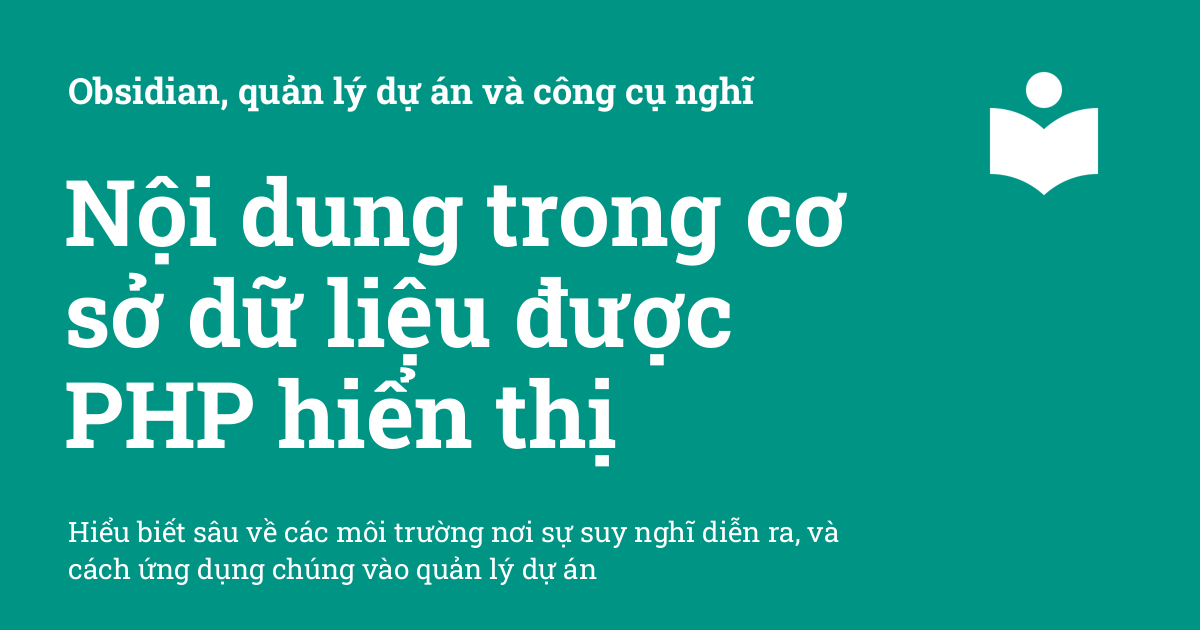 Obsidian, quản lý dự án và công cụ nghĩ
Nội dung trong cơ
sở dữ liệu được
PHP hiển thị
Hiểu biết sâu về các môi trường nơi sự suy nghĩ diễn ra, và
cách ứng dụng chúng vào quản lý dự án